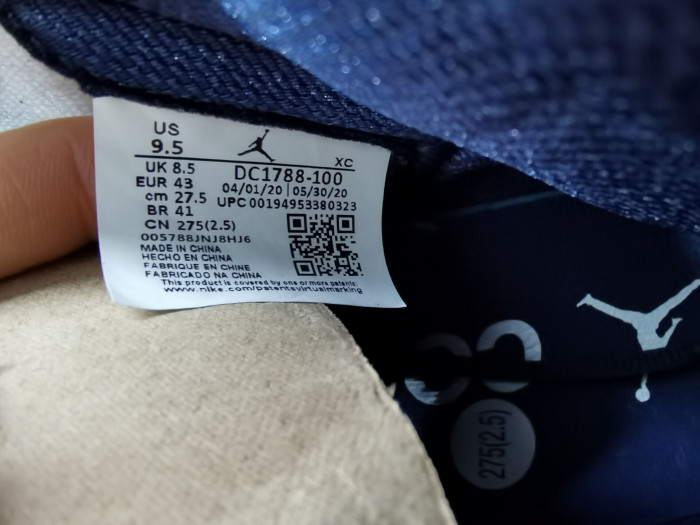 US
9.5
XC
UK 8.5
DC1788-100
EUR 43
04/01/20 05/30/20
cm 27.5
UPC 00194953380323
BR 41
CN 275(2.5)
005788JNJ8HJ6
MADE IN CHINA
HECHO EN CHINA
FABRIQUE EN CHINE
FABRICADO NA CHINA
This product is covered by one or more patents:
www.nike.com/patentsvirtualmarking
275(2.5)